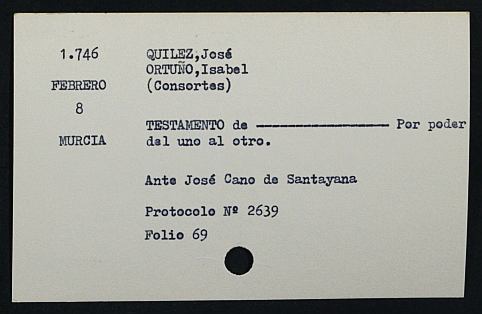 1.746 QUILEZ,José
ORTUÑO,Isabel
FEBRERO (Consortes)
8
TESTAMENTO de ———————————— Por poder
MURCIA del uno al otro.
Ante José Cano de Santayana
Protocolo Nº 2639
Folio 69